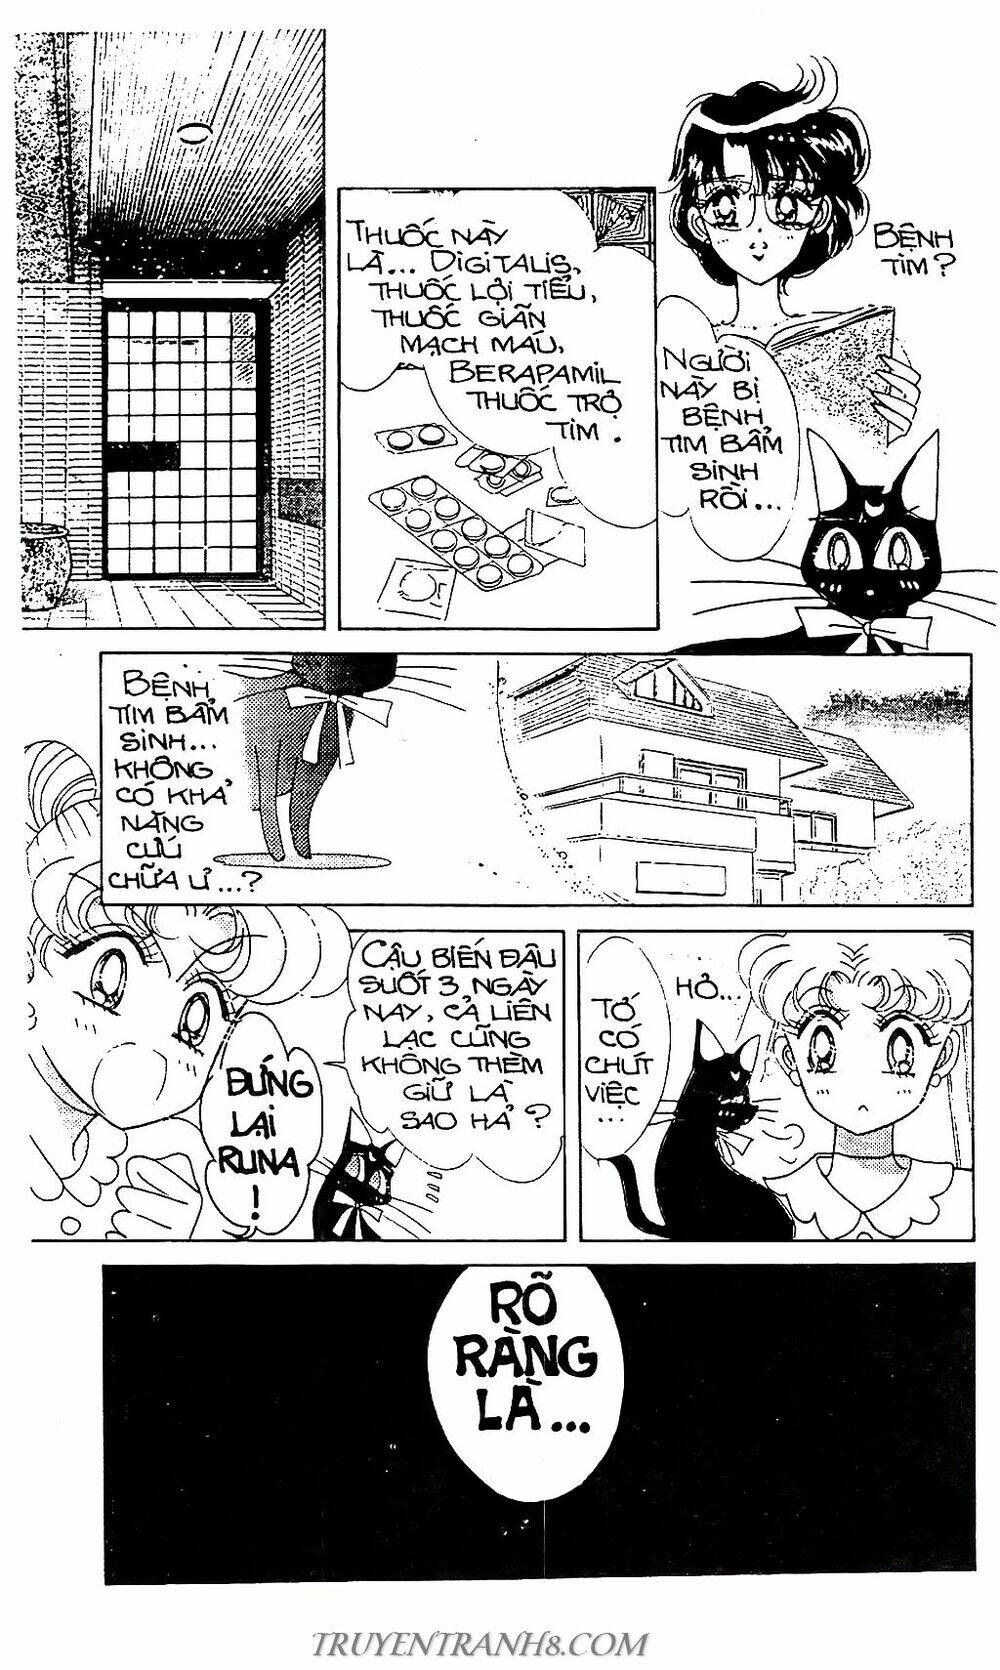 BỆNH
TIM?
THUỐC NÀY
LÀ... DIGITALIS,
THUỐC LỢI TIỂU,
THUỐC GIÃN
MẠCH MÁU,
BERAPAMIL
THUỐC TRỢ
TIM.
NGƯỜI
NÀY BỊ
BỆNH
TIM BẨM
SINH
RỒI...
BỆNH
TIM BẨM
SINH...
KHÔNG
CÓ KHẢ
NĂNG
CỨU
CHỮA Ư...?
CẬU BIẾN ĐÂU
SUỐT 3 NGÀY
NAY, CẢ LIÊN
LẠC CŨNG
KHÔNG THÈM
GIỮ LÀ
SAO HẢ?
ĐỨNG
LẠI
RUNA
!
HỎ...
TỚ
CÓ
CHÚT
VIỆC
...
RÕ
RÀNG
LÀ...
TRUYENTRANH8.COM